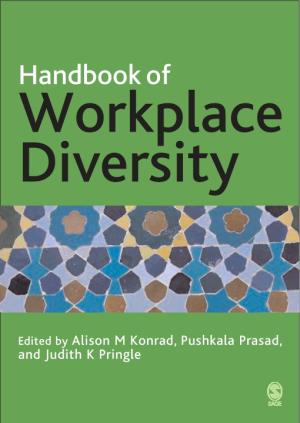 Handbook of
Workplace
Diversity
Edited by Alison M Konrad, Pushkala Prasad,
and Judith K Pringle
SAGE